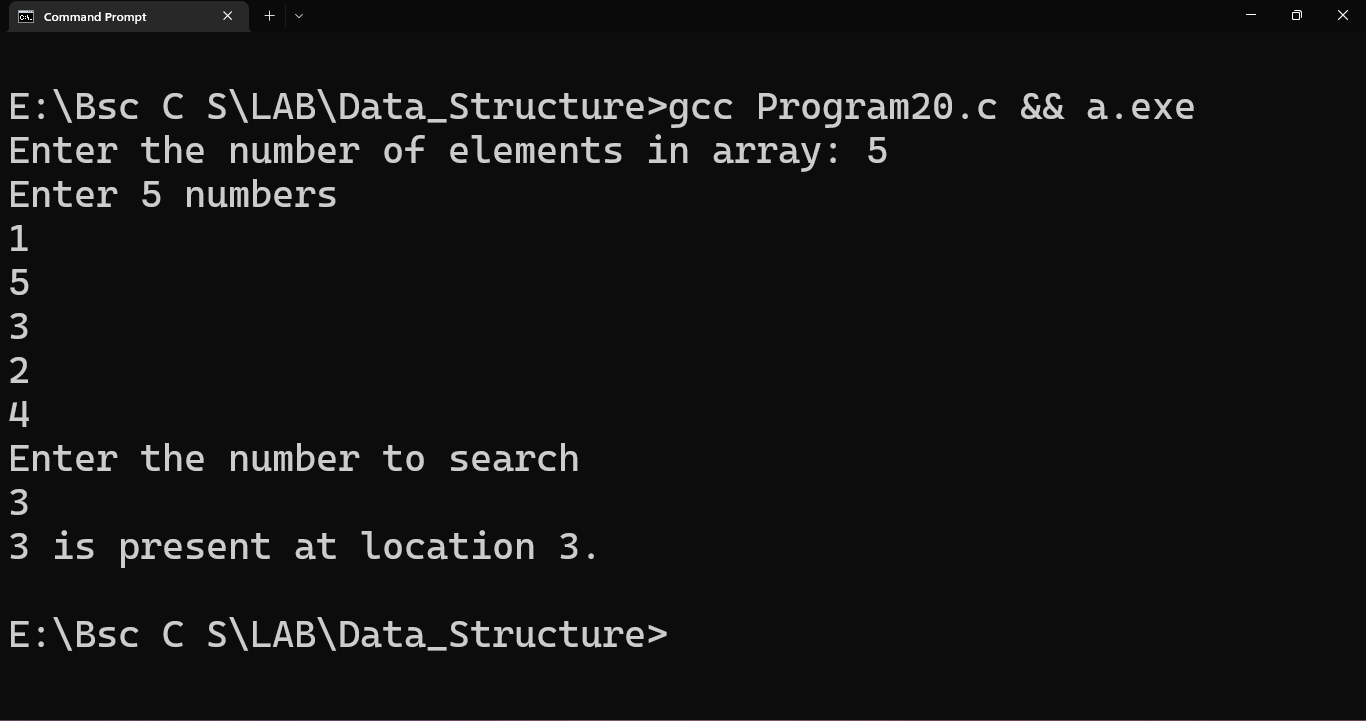 Command Prompt
E:\Bsc C S\LAB\Data_Structure>gcc Program20.c && a.exe
Enter the number of elements in array: 5
Enter 5 numbers
1
5
3
2
4
Enter the number to search
3
3 is present at location 3.
E:\Bsc C S\LAB\Data_Structure>